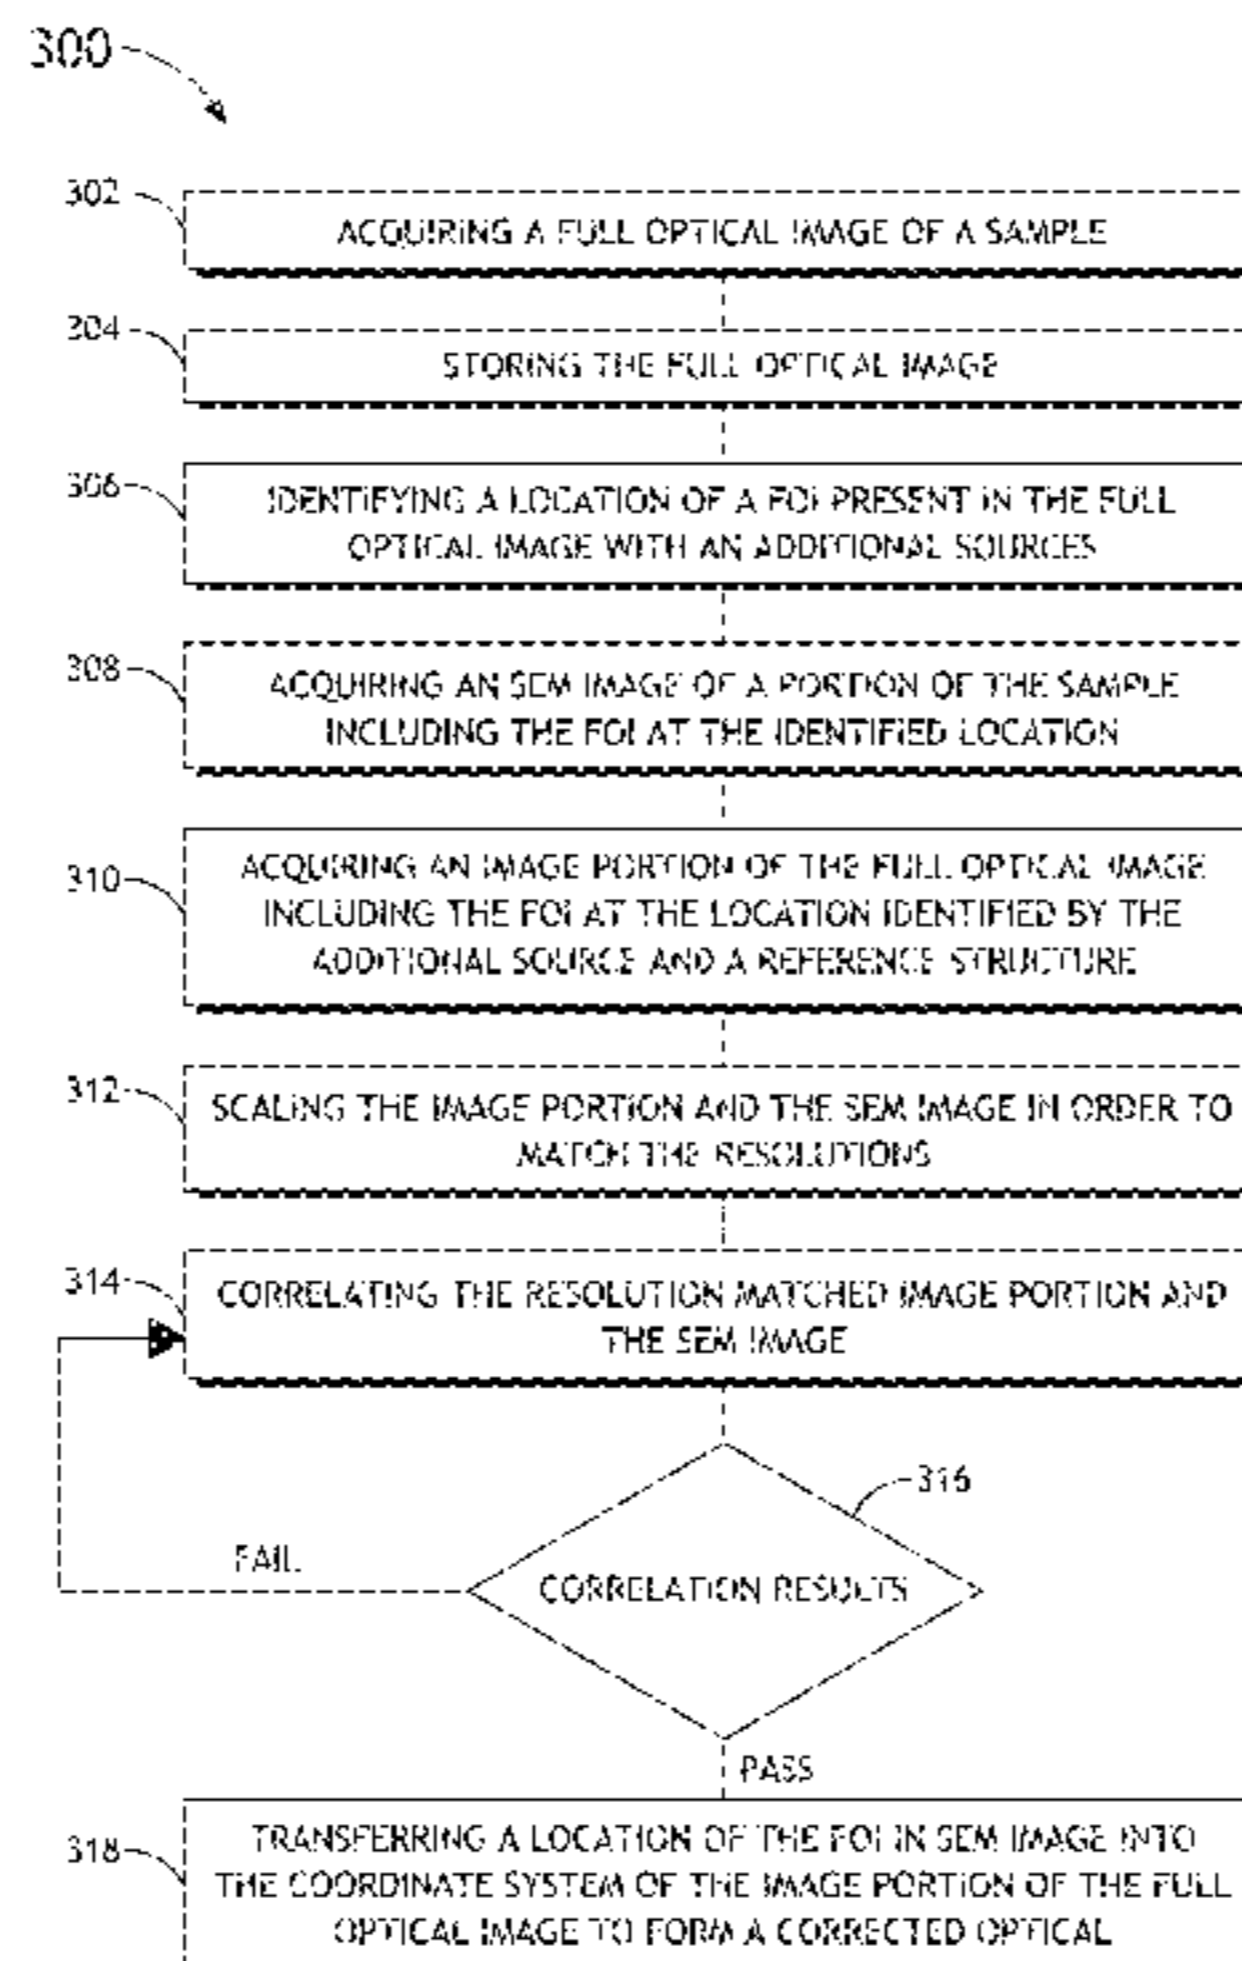 300
302
ACQUIRING A FULL OPTICAL IMAGE OF A SAMPLE
304
STORING THE FULL OPTICAL IMAGE
306
IDENTIFYING A LOCATION OF A FOI PRESENT IN THE FULL
OPTICAL IMAGE WITH AN ADDITIONAL SOURCES
308
ACQUIRING AN SEM IMAGE OF A PORTION OF THE SAMPLE
INCLUDING THE FOI AT THE IDENTIFIED LOCATION
310
ACQUIRING AN IMAGE PORTION OF THE FULL OPTICAL IMAGE
INCLUDING THE FOI AT THE LOCATION IDENTIFIED BY THE
ADDITIONAL SOURCE AND A REFERENCE STRUCTURE
312
SCALING THE IMAGE PORTION AND THE SEM IMAGE IN ORDER TO
MATCH THE RESOLUTIONS
314
CORRELATING THE RESOLUTION MATCHED IMAGE PORTION AND
THE SEM IMAGE
316
FAIL
CORRELATION RESULTS
PASS
318
TRANSFERRING A LOCATION OF THE FOI IN SEM IMAGE INTO
THE COORDINATE SYSTEM OF THE IMAGE PORTION OF THE FULL
OPTICAL IMAGE TO FORM A CORRECTED OPTICAL